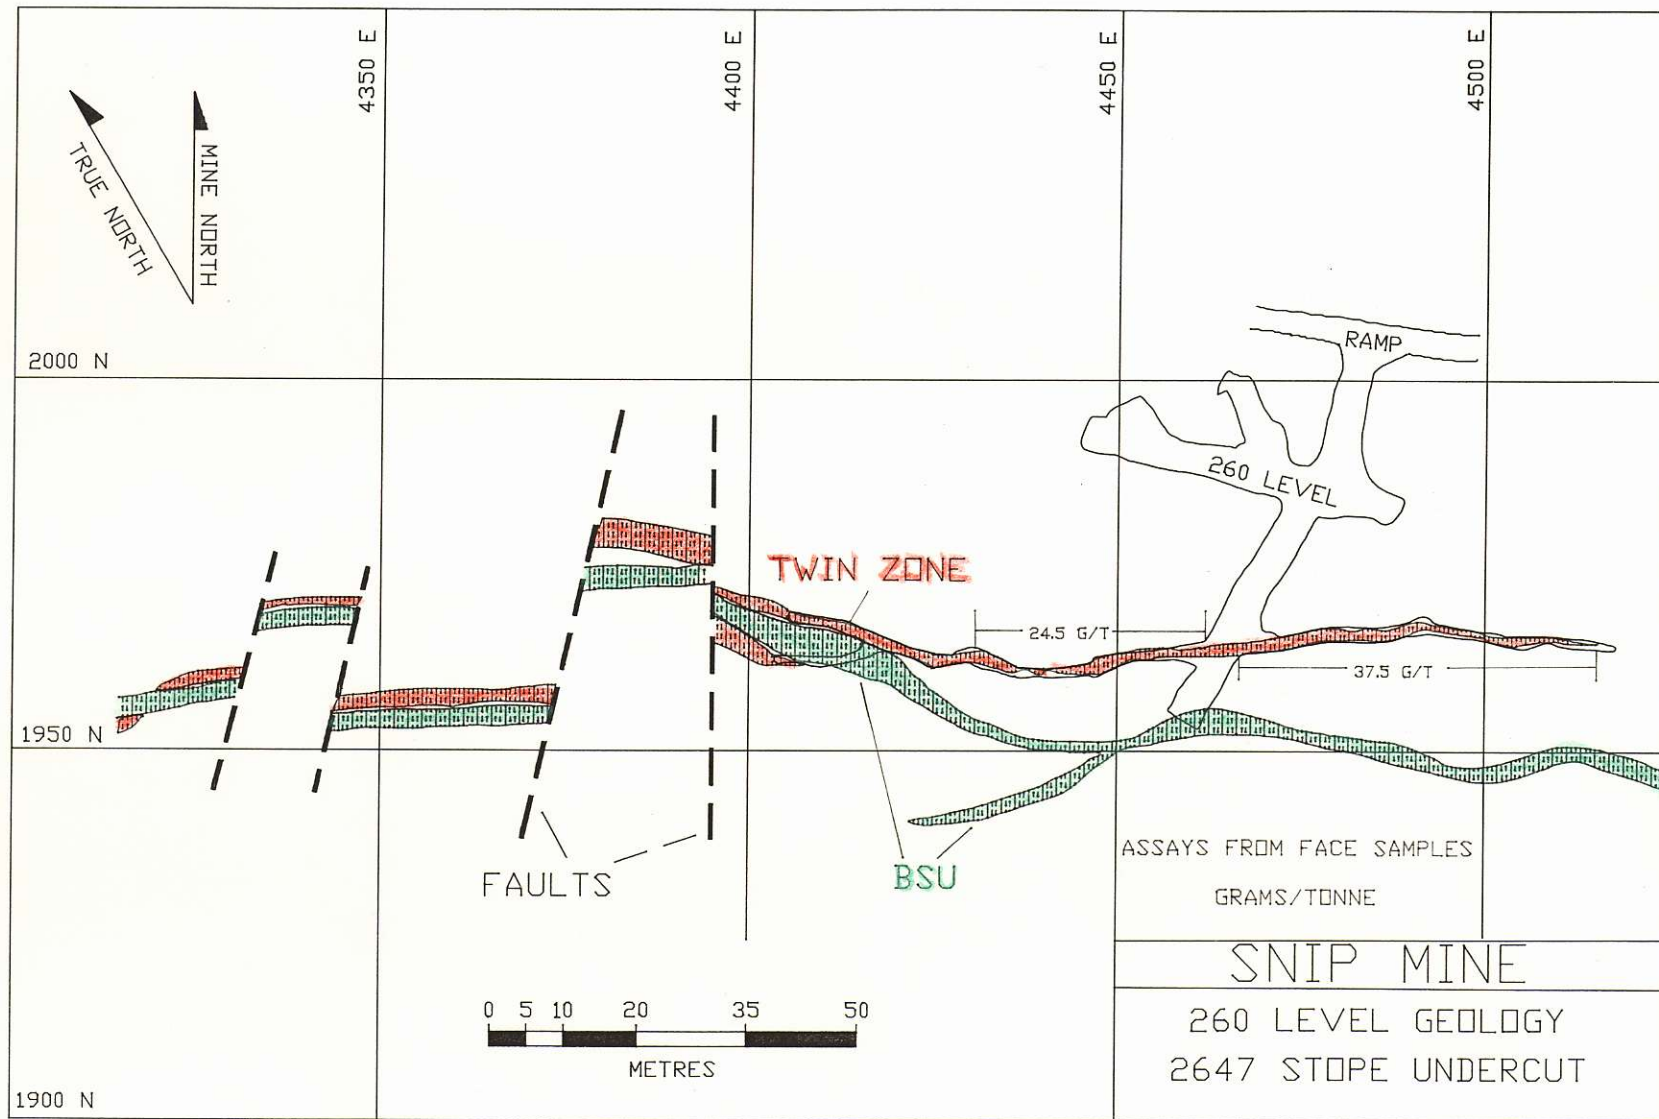 4350 E
4400 E
4450 E
4500 E
TRUE NORTH
MINE NORTH
2000 N
RAMP
260 LEVEL
TWIN ZONE
24.5 G/T
37.5 G/T
1950 N
FAULTS
BSU
ASSAYS FROM FACE SAMPLES
GRAMS/TONNE
SNIP MINE
260 LEVEL GEOLOGY
2647 STOPE UNDERCUT
0 5 10 20 35 50
METRES
1900 N